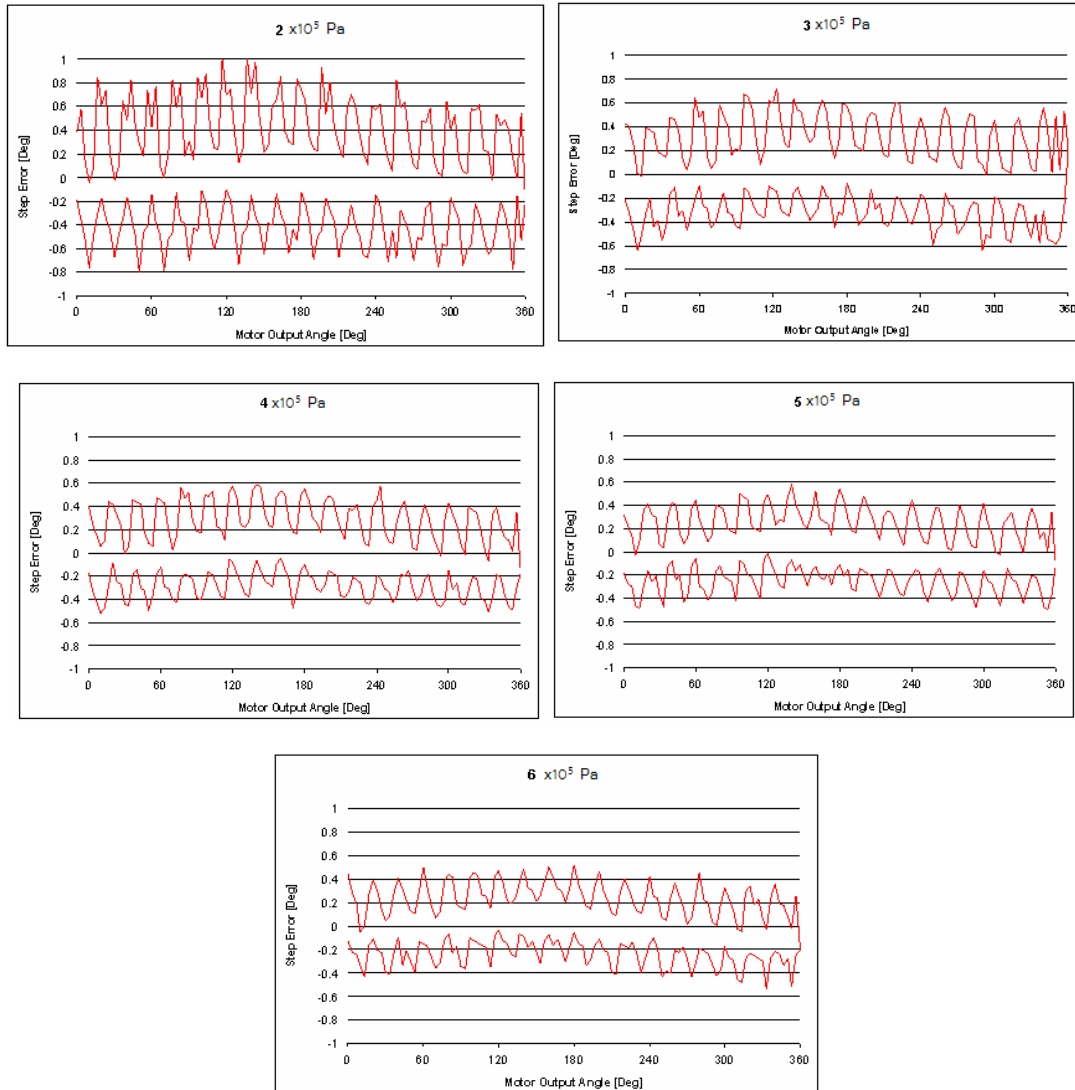 2 x10⁵ Pa
1
0.8
0.6
0.4
0.2
0
-0.2
-0.4
-0.6
-0.8
-1
Step Error [Deg]
0 60 120 180 240 300 360
Motor Output Angle [Deg]
3 x10⁵ Pa
1
0.8
0.6
0.4
0.2
0
-0.2
-0.4
-0.6
-0.8
-1
Step Error [Deg]
0 60 120 180 240 300 360
Motor Output Angle [Deg]
4 x10⁵ Pa
1
0.8
0.6
0.4
0.2
0
-0.2
-0.4
-0.6
-0.8
-1
Step Error [Deg]
0 60 120 180 240 300 360
Motor Output Angle [Deg]
5 x10⁵ Pa
1
0.8
0.6
0.4
0.2
0
-0.2
-0.4
-0.6
-0.8
-1
Step Error [Deg]
0 60 120 180 240 300 360
Motor Output Angle [Deg]
6 x10⁵ Pa
1
0.8
0.6
0.4
0.2
0
-0.2
-0.4
-0.6
-0.8
-1
Step Error [Deg]
0 60 120 180 240 300 360
Motor Output Angle [Deg]